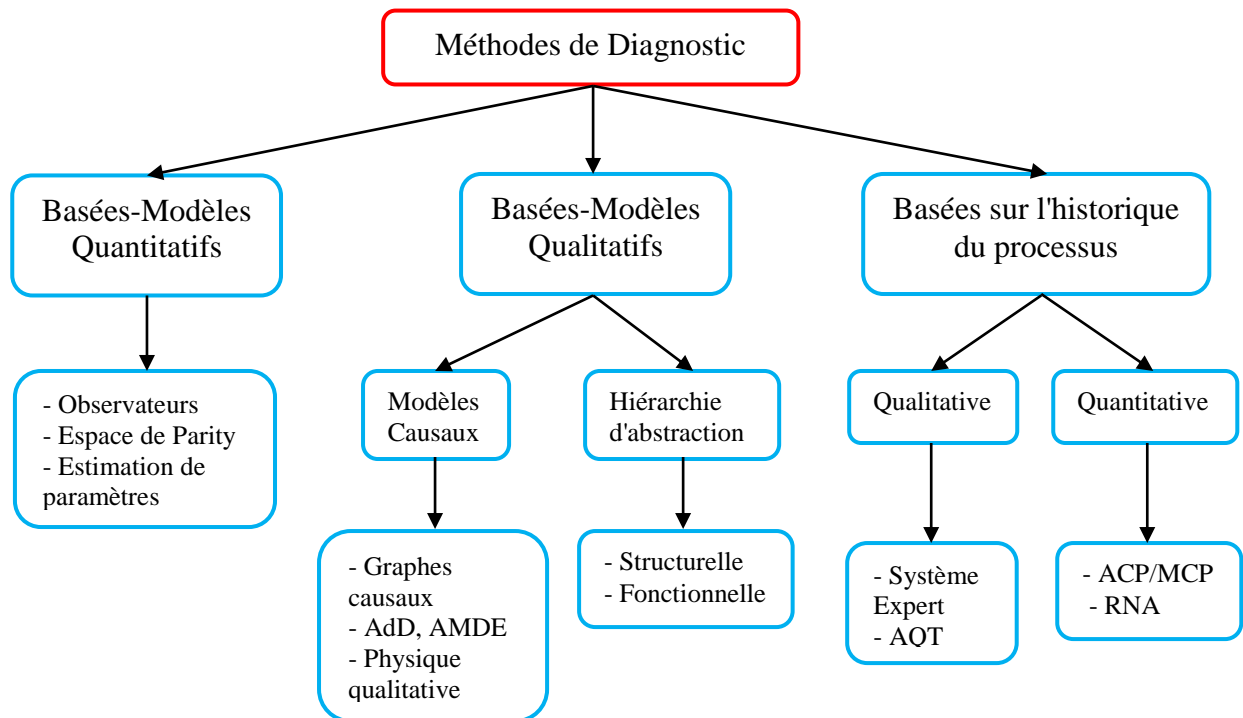 Méthodes de Diagnostic
Basées-Modèles
Quantitatifs
Basées-Modèles
Qualitatifs
Basées sur l'historique
du processus
- Observateurs
- Espace de Parity
- Estimation de
paramètres
Modèles
Causaux
Hiérarchie
d'abstraction
Qualitative
Quantitative
- Graphes
causaux
- AdD, AMDE
- Physique
qualitative
- Structurelle
- Fonctionnelle
- Système
Expert
- AQT
- ACP/MCP
- RNA